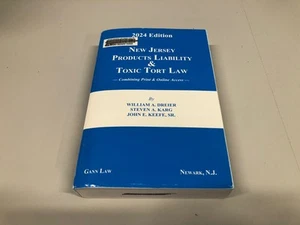 2024 Edition
NEW JERSEY
PRODUCTS LIABILITY
&
TOXIC TORT LAW
— Combining Print & Online Access —
By
WILLIAM A. DREIER
STEVEN A. KARG
JOHN E. KEEFE, SR.
GANN LAW NEWARK, N.J.